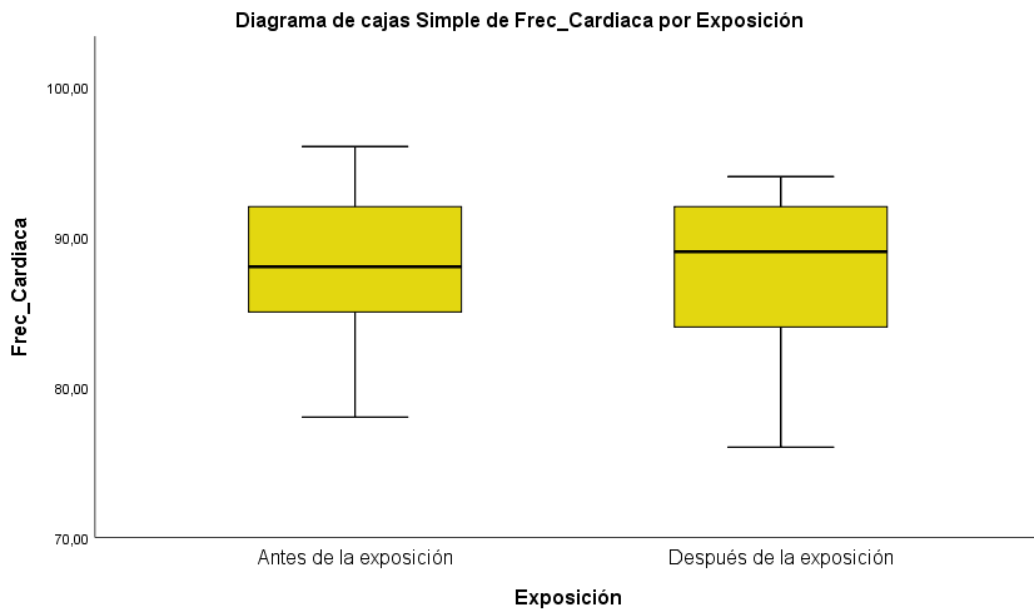 Diagrama de cajas Simple de Frec_Cardiaca por Exposición
Frec_Cardiaca
100,00
90,00
80,00
70,00
Antes de la exposición
Después de la exposición
Exposición